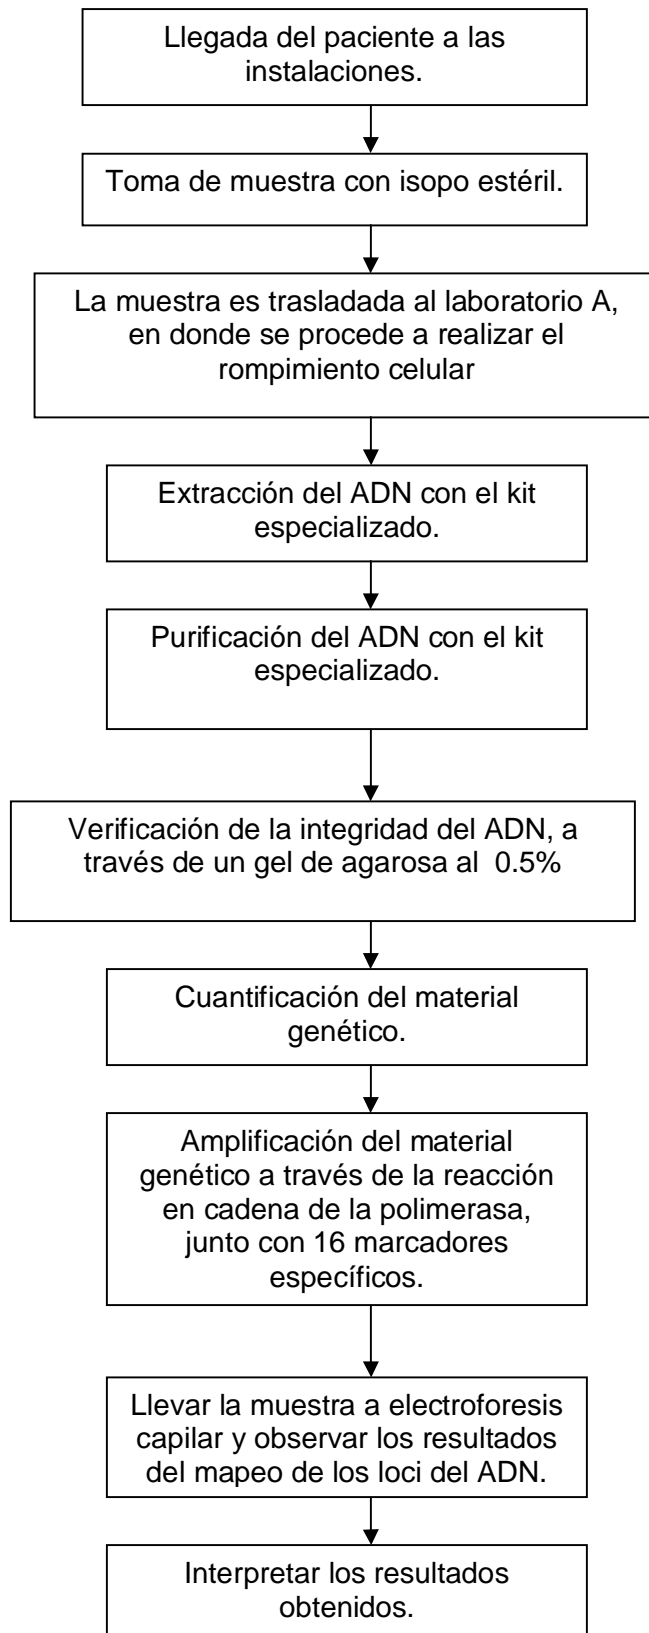 Llegada del paciente a las
instalaciones.
Toma de muestra con isopo estéril.
La muestra es trasladada al laboratorio A,
en donde se procede a realizar el
rompimiento celular
Extracción del ADN con el kit
especializado.
Purificación del ADN con el kit
especializado.
Verificación de la integridad del ADN, a
través de un gel de agarosa al  0.5%
Cuantificación del material
genético.
Amplificación del material
genético a través de la reacción
en cadena de la polimerasa,
junto con 16 marcadores
específicos.
Llevar la muestra a electroforesis
capilar y observar los resultados
del mapeo de los loci del ADN.
Interpretar los resultados
obtenidos.